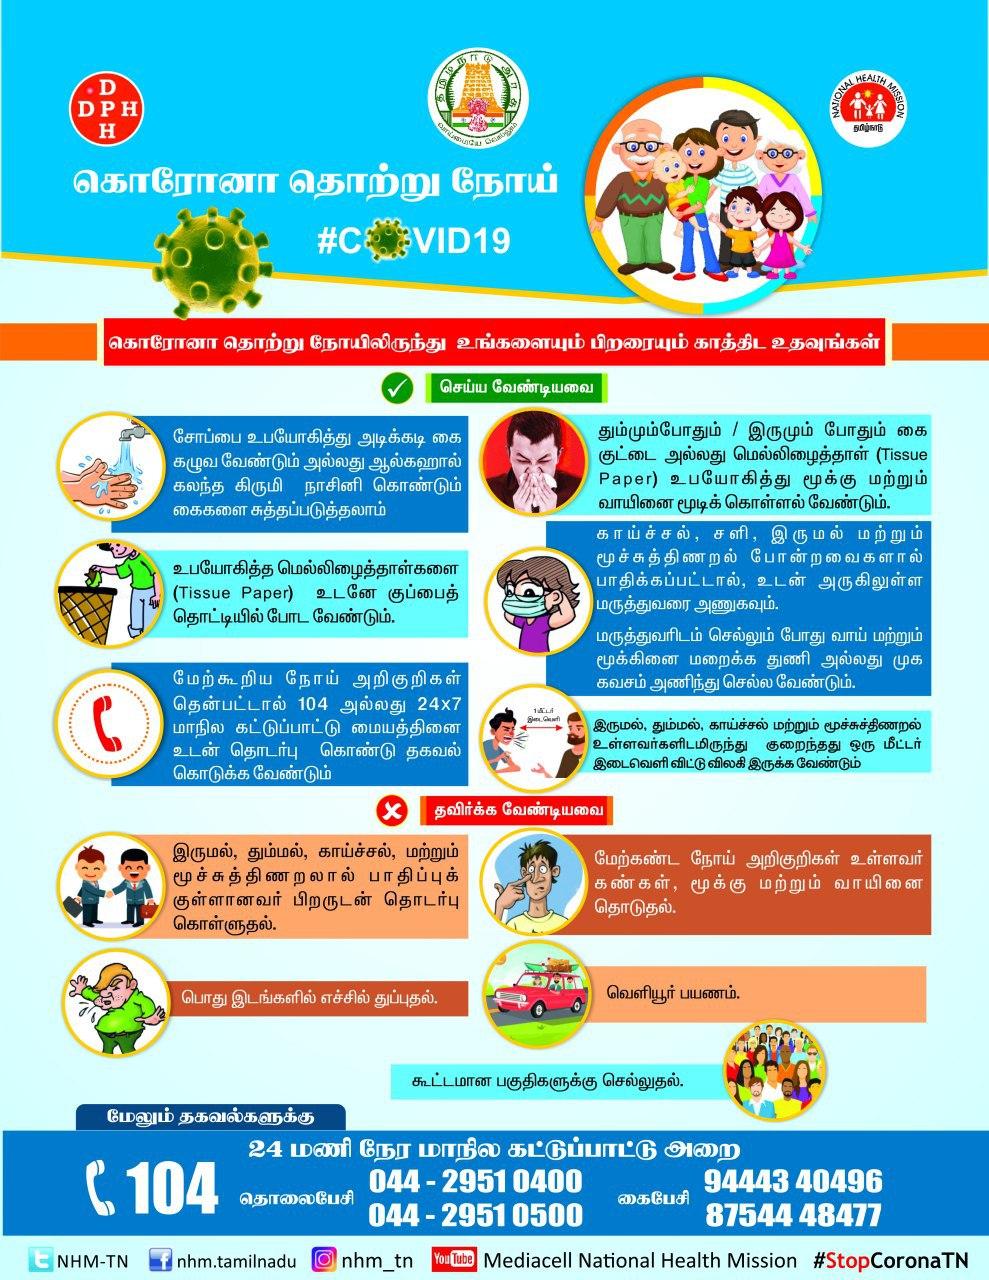 D
DPH
H
தமிழ்நாடு அரசு
வாய்மையே வெல்லும்
NATIONAL HEALTH MISSION
தமிழ்நாடு
கொரோனா தொற்று நோய்
#COVID19
கொரோனா தொற்று நோயிலிருந்து உங்களையும் பிறரையும் காத்திட உதவுங்கள்
செய்ய வேண்டியவை
சோப்பை உபயோகித்து அடிக்கடி கை
கழுவ வேண்டும் அல்லது ஆல்கஹால்
கலந்த கிருமி நாசினி கொண்டும்
கைகளை சுத்தப்படுத்தலாம்
தும்மும்போதும் / இருமும் போதும் கை
குட்டை அல்லது மெல்லிழைத்தாள் (Tissue
Paper) உபயோகித்து மூக்கு மற்றும்
வாயினை மூடிக் கொள்ளல் வேண்டும்.
உபயோகித்த மெல்லிழைத்தாள்களை
(Tissue Paper) உடனே குப்பைத்
தொட்டியில் போட வேண்டும்.
காய்ச்சல், சளி, இருமல் மற்றும்
மூச்சுத்திணறல் போன்றவைகளால்
பாதிக்கப்பட்டால், உடன் அருகிலுள்ள
மருத்துவரை அணுகவும்.
மருத்துவரிடம் செல்லும் போது வாய் மற்றும்
மூக்கினை மறைக்க துணி அல்லது முக
கவசம் அணிந்து செல்ல வேண்டும்.
மேற்கூறிய நோய் அறிகுறிகள்
தென்பட்டால் 104 அல்லது 24x7
மாநில கட்டுப்பாட்டு மையத்தினை
உடன் தொடர்பு கொண்டு தகவல்
கொடுக்க வேண்டும்
1 மீட்டர்
இடைவெளி
இருமல், தும்மல், காய்ச்சல் மற்றும் மூச்சுச்திணறல்
உள்ளவர்களிடமிருந்து குறைந்தது ஒரு மீட்டர்
இடைவெளி விட்டு விலகி இருக்க வேண்டும்
தவிர்க்க வேண்டியவை
இருமல், தும்மல், காய்ச்சல், மற்றும்
மூச்சுத்திணறலால் பாதிப்புக்
குள்ளானவர் பிறருடன் தொடர்பு
கொள்ளுதல்.
மேற்கண்ட நோய் அறிகுறிகள் உள்ளவர்
கண்கள், மூக்கு மற்றும் வாயினை
தொடுதல்.
பொது இடங்களில் எச்சில் துப்புதல்.
வெளியூர் பயணம்.
கூட்டமான பகுதிகளுக்கு செல்லுதல்.
மேலும் தகவல்களுக்கு
24 மணி நேர மாநில கட்டுப்பாட்டு அறை
104
தொலைபேசி
044 - 2951 0400
044 - 2951 0500
கைபேசி
94443 40496
87544 48477
NHM-TN
nhm.tamilnadu
nhm_tn
YouTube
Mediacell National Health Mission
#StopCoronaTN